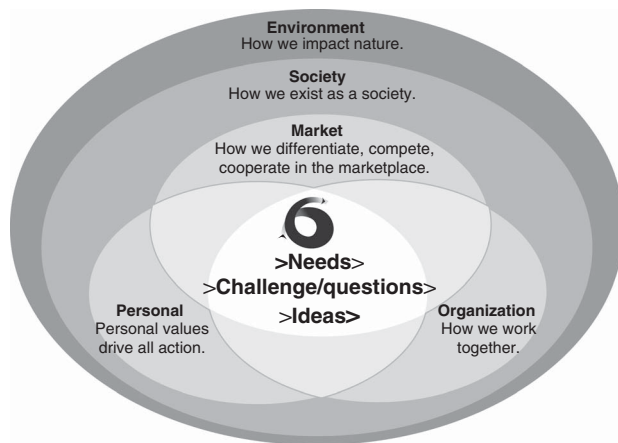 Environment
How we impact nature.
Society
How we exist as a society.
Market
How we differentiate, compete,
cooperate in the marketplace.
>Needs>
>Challenge/questions>
>Ideas>
Personal
Personal values
drive all action.
Organization
How we work
together.